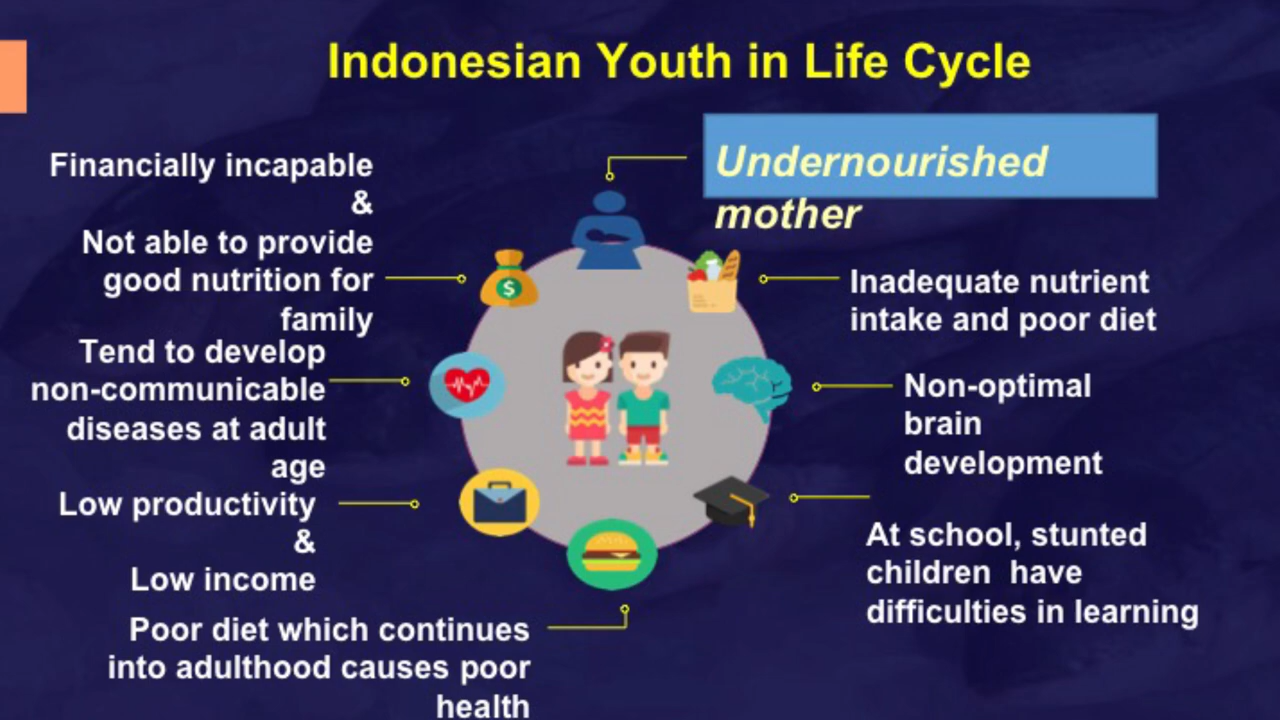 Indonesian Youth in Life Cycle
Undernourished
mother
Inadequate nutrient
intake and poor diet
Non-optimal
brain
development
At school, stunted
children  have
difficulties in learning
Poor diet which continues
into adulthood causes poor
health
Low productivity
&
Low income
Tend to develop
non-communicable
diseases at adult
age
Financially incapable
&
Not able to provide
good nutrition for
family
$